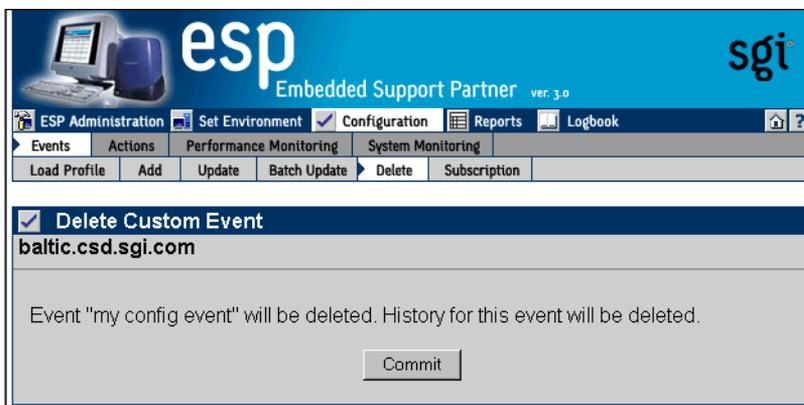 esp
Embedded Support Partner ver. 3.0
sgi
ESP Administration Set Environment Configuration Reports Logbook ?
Events Actions Performance Monitoring System Monitoring
Load Profile Add Update Batch Update Delete Subscription
Delete Custom Event
baltic.csd.sgi.com
Event "my config event" will be deleted. History for this event will be deleted.
Commit